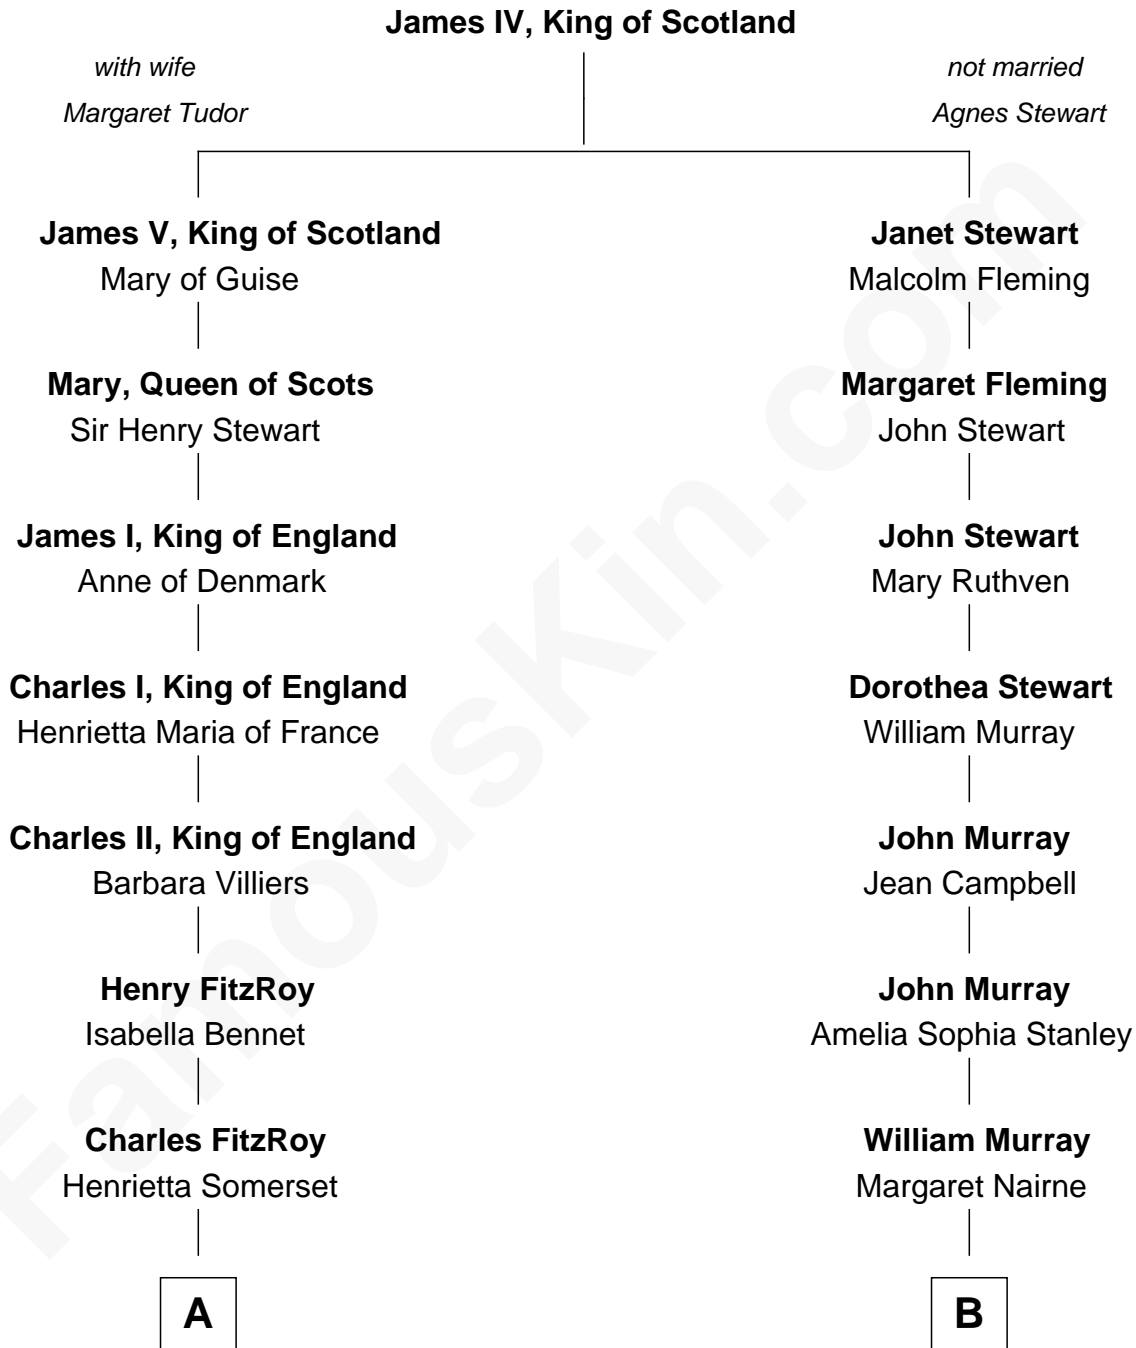 James IV, King of Scotland
with wife
Margaret Tudor
not married
Agnes Stewart
James V, King of Scotland
Mary of Guise
Janet Stewart
Malcolm Fleming
Mary, Queen of Scots
Sir Henry Stewart
Margaret Fleming
John Stewart
James I, King of England
Anne of Denmark
John Stewart
Mary Ruthven
Charles I, King of England
Henrietta Maria of France
Dorothea Stewart
William Murray
Charles II, King of England
Barbara Villiers
John Murray
Jean Campbell
Henry FitzRoy
Isabella Bennet
John Murray
Amelia Sophia Stanley
Charles FitzRoy
Henrietta Somerset
William Murray
Margaret Nairne
A
B
FamousKin.com